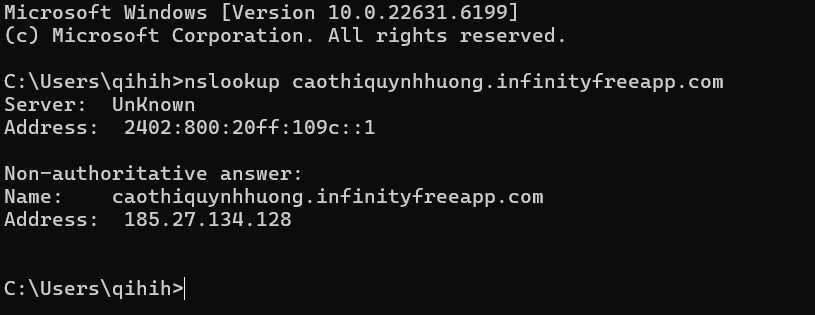 Microsoft Windows [Version 10.0.22631.6199]
(c) Microsoft Corporation. All rights reserved.
C:\Users\qihih>nslookup caothiquynhhuong.infinityfreeapp.com
Server:  UnKnown
Address:  2402:800:20ff:109c::1
Non-authoritative answer:
Name:    caothiquynhhuong.infinityfreeapp.com
Address:  185.27.134.128
C:\Users\qihih>